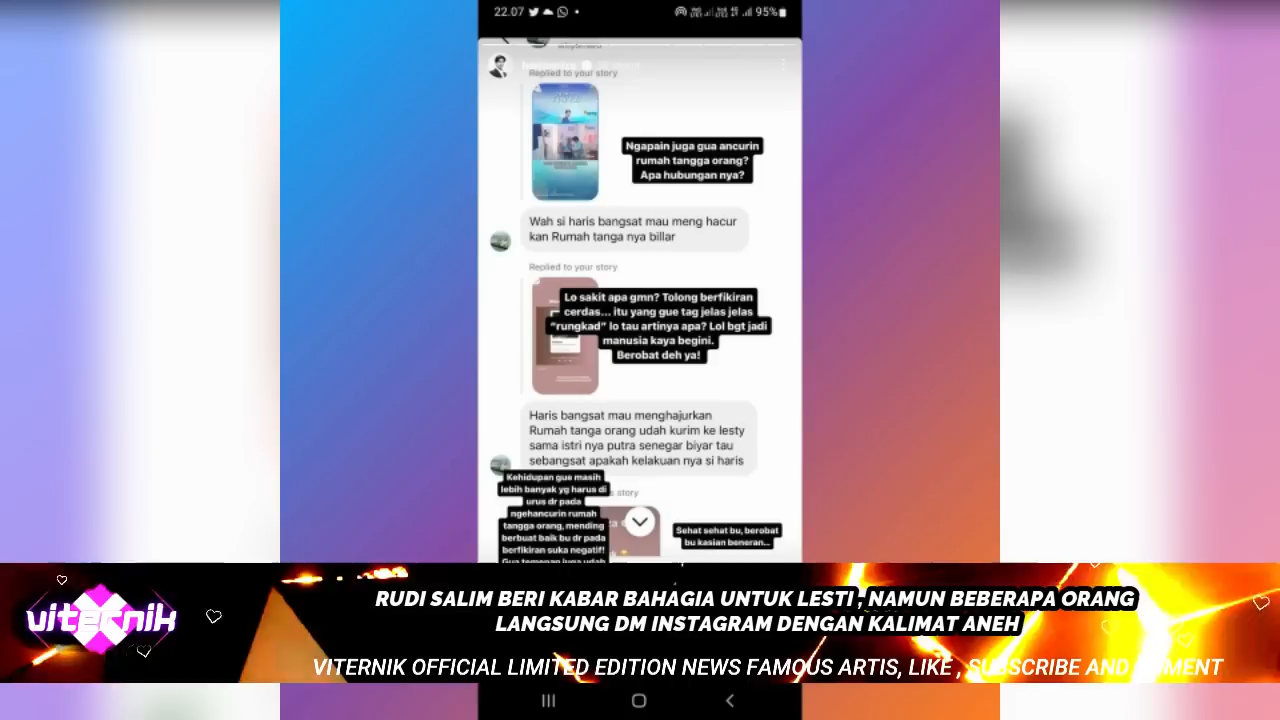 22.07
95%
Replied to your story
Ngapain juga gua ancurin
rumah tangga orang?
Apa hubungan nya?
Wah si haris bangsat mau meng hacur
kan Rumah tanga nya billar
Replied to your story
Lo sakit apa gmn? Tolong berfikiran
cerdas... itu yang gue tag jelas jelas
“rungkad” lo tau artinya apa? Lol bgt jadi
manusia kaya begini.
Berobat deh ya!
Haris bangsat mau menghajurkan
Rumah tanga orang udah kurim ke lesty
sama istri nya putra senegar biyar tau
sebangsat apakah kelakuan nya si haris
Kehidupan gue masih
lebih banyak yg harus di
urus dr pada
ngehancurin rumah
tangga orang, mending
berbuat baik bu dr pada
berfikiran suka negatif!
Gua temenan juga udah
story
Sehat sehat bu, berobat
bu kasian beneran...
viternik
RUDI SALIM BERI KABAR BAHAGIA UNTUK LESTI , NAMUN BEBERAPA ORANG
LANGSUNG DM INSTAGRAM DENGAN KALIMAT ANEH
VITERNIK OFFICIAL LIMITED EDITION NEWS FAMOUS ARTIS, LIKE , SUBSCRIBE AND MENT